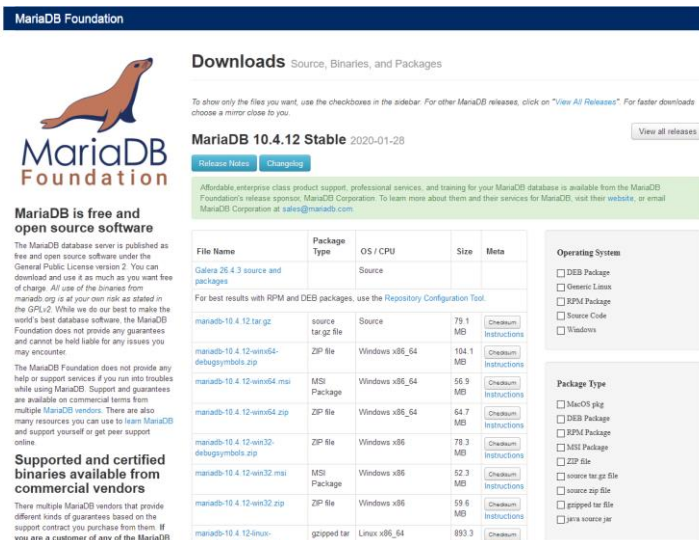 MariaDB Foundation
MariaDB
Foundation
MariaDB is free and
open source software
The MariaDB database server is published as
free and open source software under the
General Public License version 2. You can
download and use it as much as you want free
of charge. All use of the binaries from
mariadb.org is at your own risk as stated in
the GPLv2. While we do our best to make the
world's best database software, the MariaDB
Foundation does not provide any guarantees
and cannot be held liable for any issues you
may encounter.
The MariaDB Foundation does not provide any
help or support services if you run into troubles
while using MariaDB. Support and guarantees
are available on commercial terms from
multiple MariaDB vendors. There are also
many resources you can use to learn MariaDB
and support yourself or get peer support
online.
Supported and certified
binaries available from
commercial vendors
There multiple MariaDB vendors that provide
different kinds of guarantees based on the
support contract you purchase from them. If
you are a customer of any of the MariaDB
Downloads Source, Binaries, and Packages
To show only the files you want, use the checkboxes in the sidebar. For other MariaDB releases, click on "View All Releases". For faster downloads
choose a mirror close to you.
MariaDB 10.4.12 Stable 2020-01-28
View all releases
Release Notes Changelog
Affordable, enterprise class product support, professional services, and training for your MariaDB database is available from the MariaDB
Foundation's release sponsor, MariaDB Corporation. To learn more about them and their services for MariaDB, visit their website, or email
MariaDB Corporation at sales@mariadb.com.
File Name Package Type OS / CPU Size Meta
Galera 26.4.3 source and packages Source
For best results with RPM and DEB packages, use the Repository Configuration Tool.
mariadb-10.4.12.tar.gz source tar.gz file Source 79.1 MB Checksum Instructions
mariadb-10.4.12-winx64-debugsymbols.zip ZIP file Windows x86_64 104.1 MB Checksum Instructions
mariadb-10.4.12-winx64.msi MSI Package Windows x86_64 56.9 MB Checksum Instructions
mariadb-10.4.12-winx64.zip ZIP file Windows x86_64 64.7 MB Checksum Instructions
mariadb-10.4.12-win32-debugsymbols.zip ZIP file Windows x86 78.3 MB Checksum Instructions
mariadb-10.4.12-win32.msi MSI Package Windows x86 52.3 MB Checksum Instructions
mariadb-10.4.12-win32.zip ZIP file Windows x86 59.6 MB Checksum Instructions
mariadb-10.4.12-linux- gzipped tar Linux x86_64 893.3 Checksum
Operating System
DEB Package
Generic Linux
RPM Package
Source Code
Windows
Package Type
MacOS pkg
DEB Package
RPM Package
MSI Package
ZIP file
source tar.gz file
source zip file
gzipped tar file
java source jar